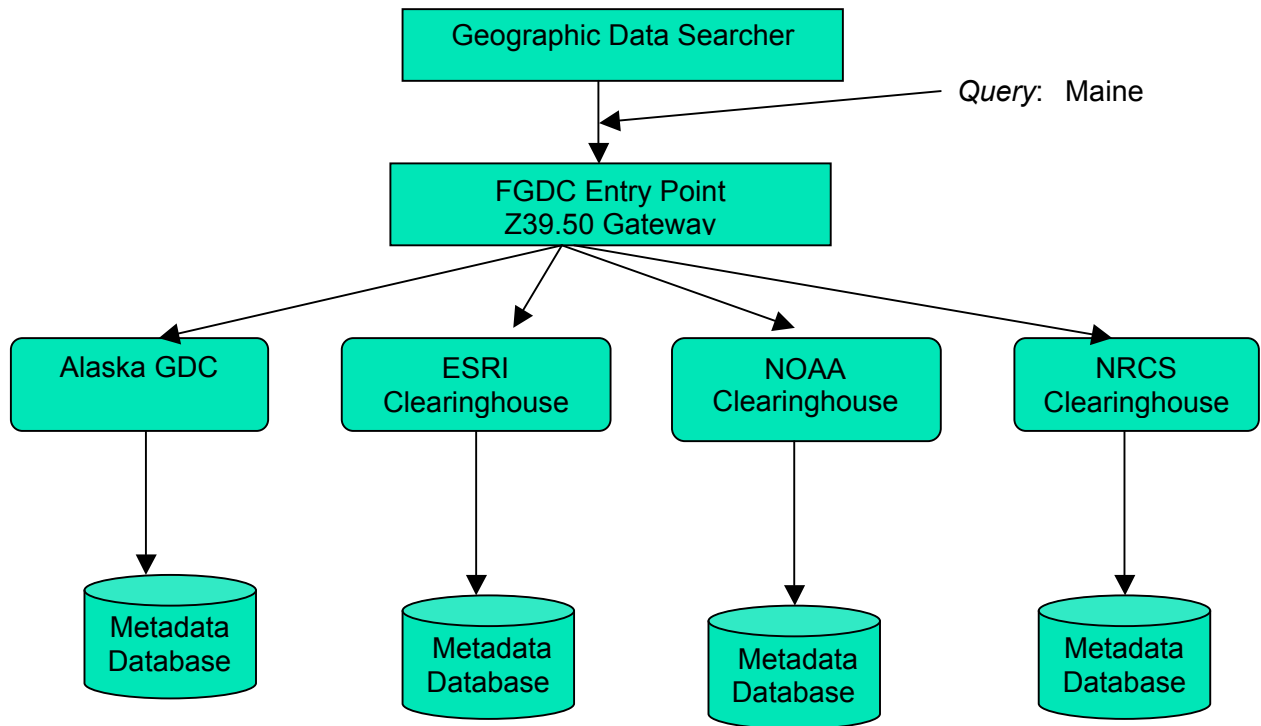 Geographic Data Searcher
Query: Maine
FGDC Entry Point
Z39.50 Gateway
Alaska GDC
ESRI
Clearinghouse
NOAA
Clearinghouse
NRCS
Clearinghouse
Metadata
Database
Metadata
Database
Metadata
Database
Metadata
Database